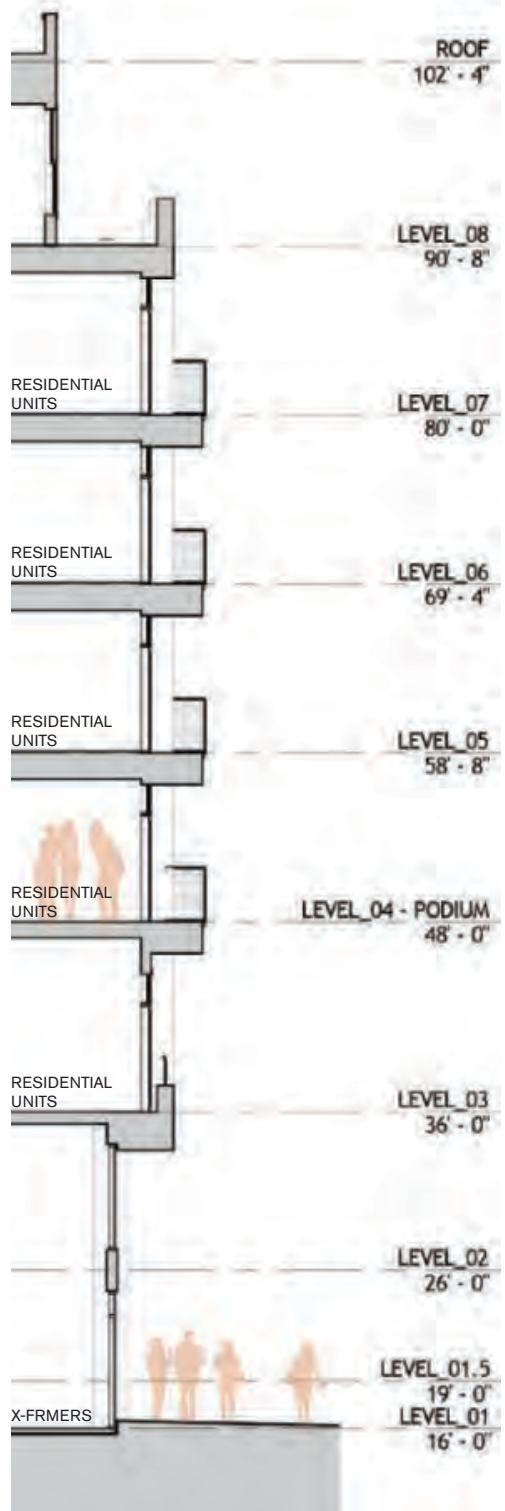 ROOF
102' - 4"
LEVEL_08
90' - 8"
RESIDENTIAL
UNITS
LEVEL_07
80' - 0"
RESIDENTIAL
UNITS
LEVEL_06
69' - 4"
RESIDENTIAL
UNITS
LEVEL_05
58' - 8"
RESIDENTIAL
UNITS
LEVEL_04 - PODIUM
48' - 0"
RESIDENTIAL
UNITS
LEVEL_03
36' - 0"
LEVEL_02
26' - 0"
LEVEL_01.5
19' - 0"
X-FRMERS
LEVEL_01
16' - 0"